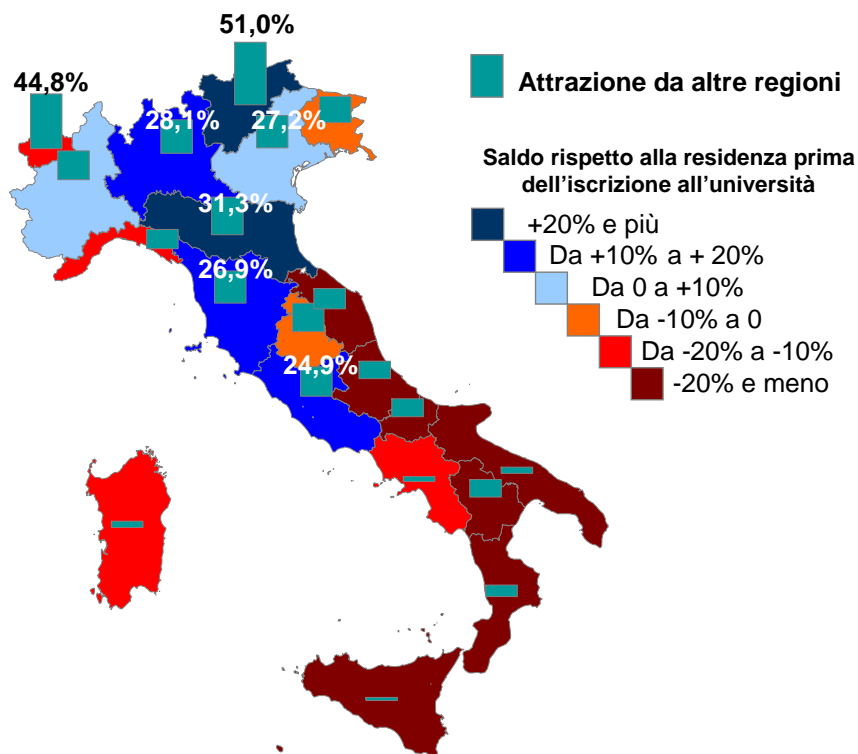 51,0%
44,8%
28,1%
27,2%
31,3%
26,9%
24,9%
Attrazione da altre regioni
Saldo rispetto alla residenza prima
dell'iscrizione all'università
+20% e più
Da +10% a + 20%
Da 0 a +10%
Da -10% a 0
Da -20% a -10%
-20% e meno